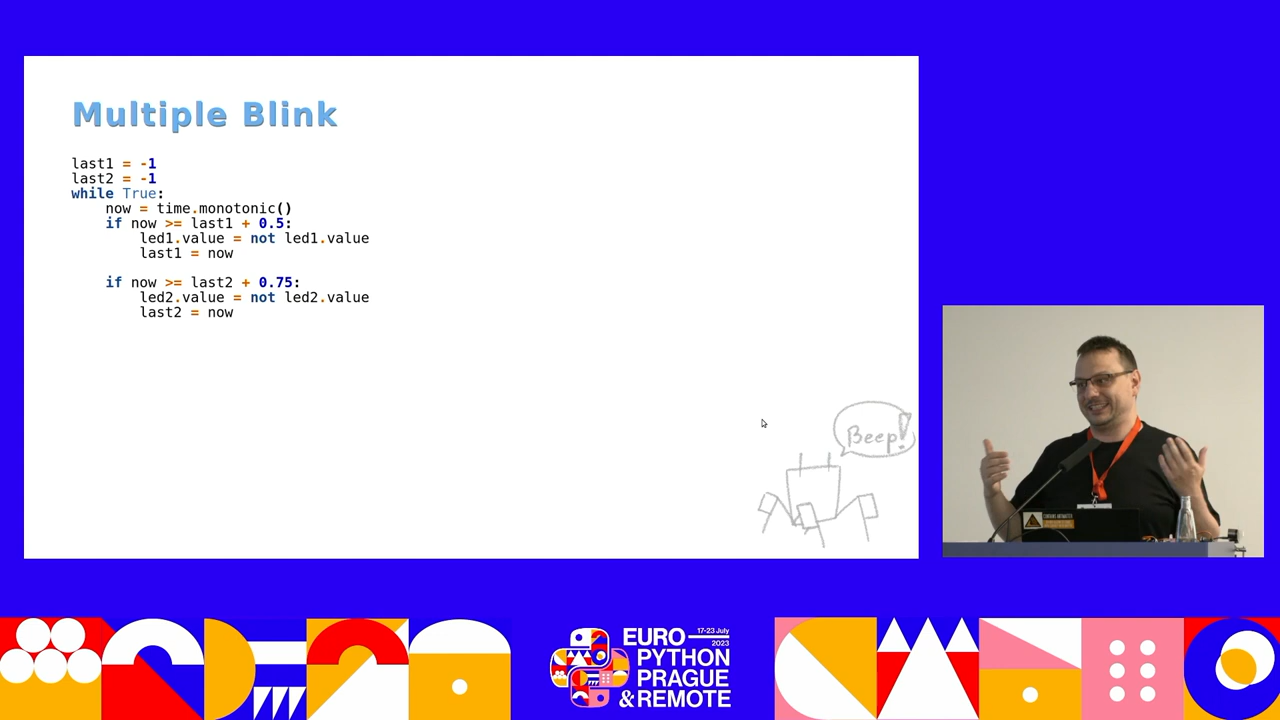 Multiple Blink
last1 = -1
last2 = -1
while True:
    now = time.monotonic()
    if now >= last1 + 0.5:
        led1.value = not led1.value
        last1 = now
    if now >= last2 + 0.75:
        led2.value = not led2.value
        last2 = now
Beep!
EURO
17-23 July
2023
PYTHON
PRAGUE
& REMOTE